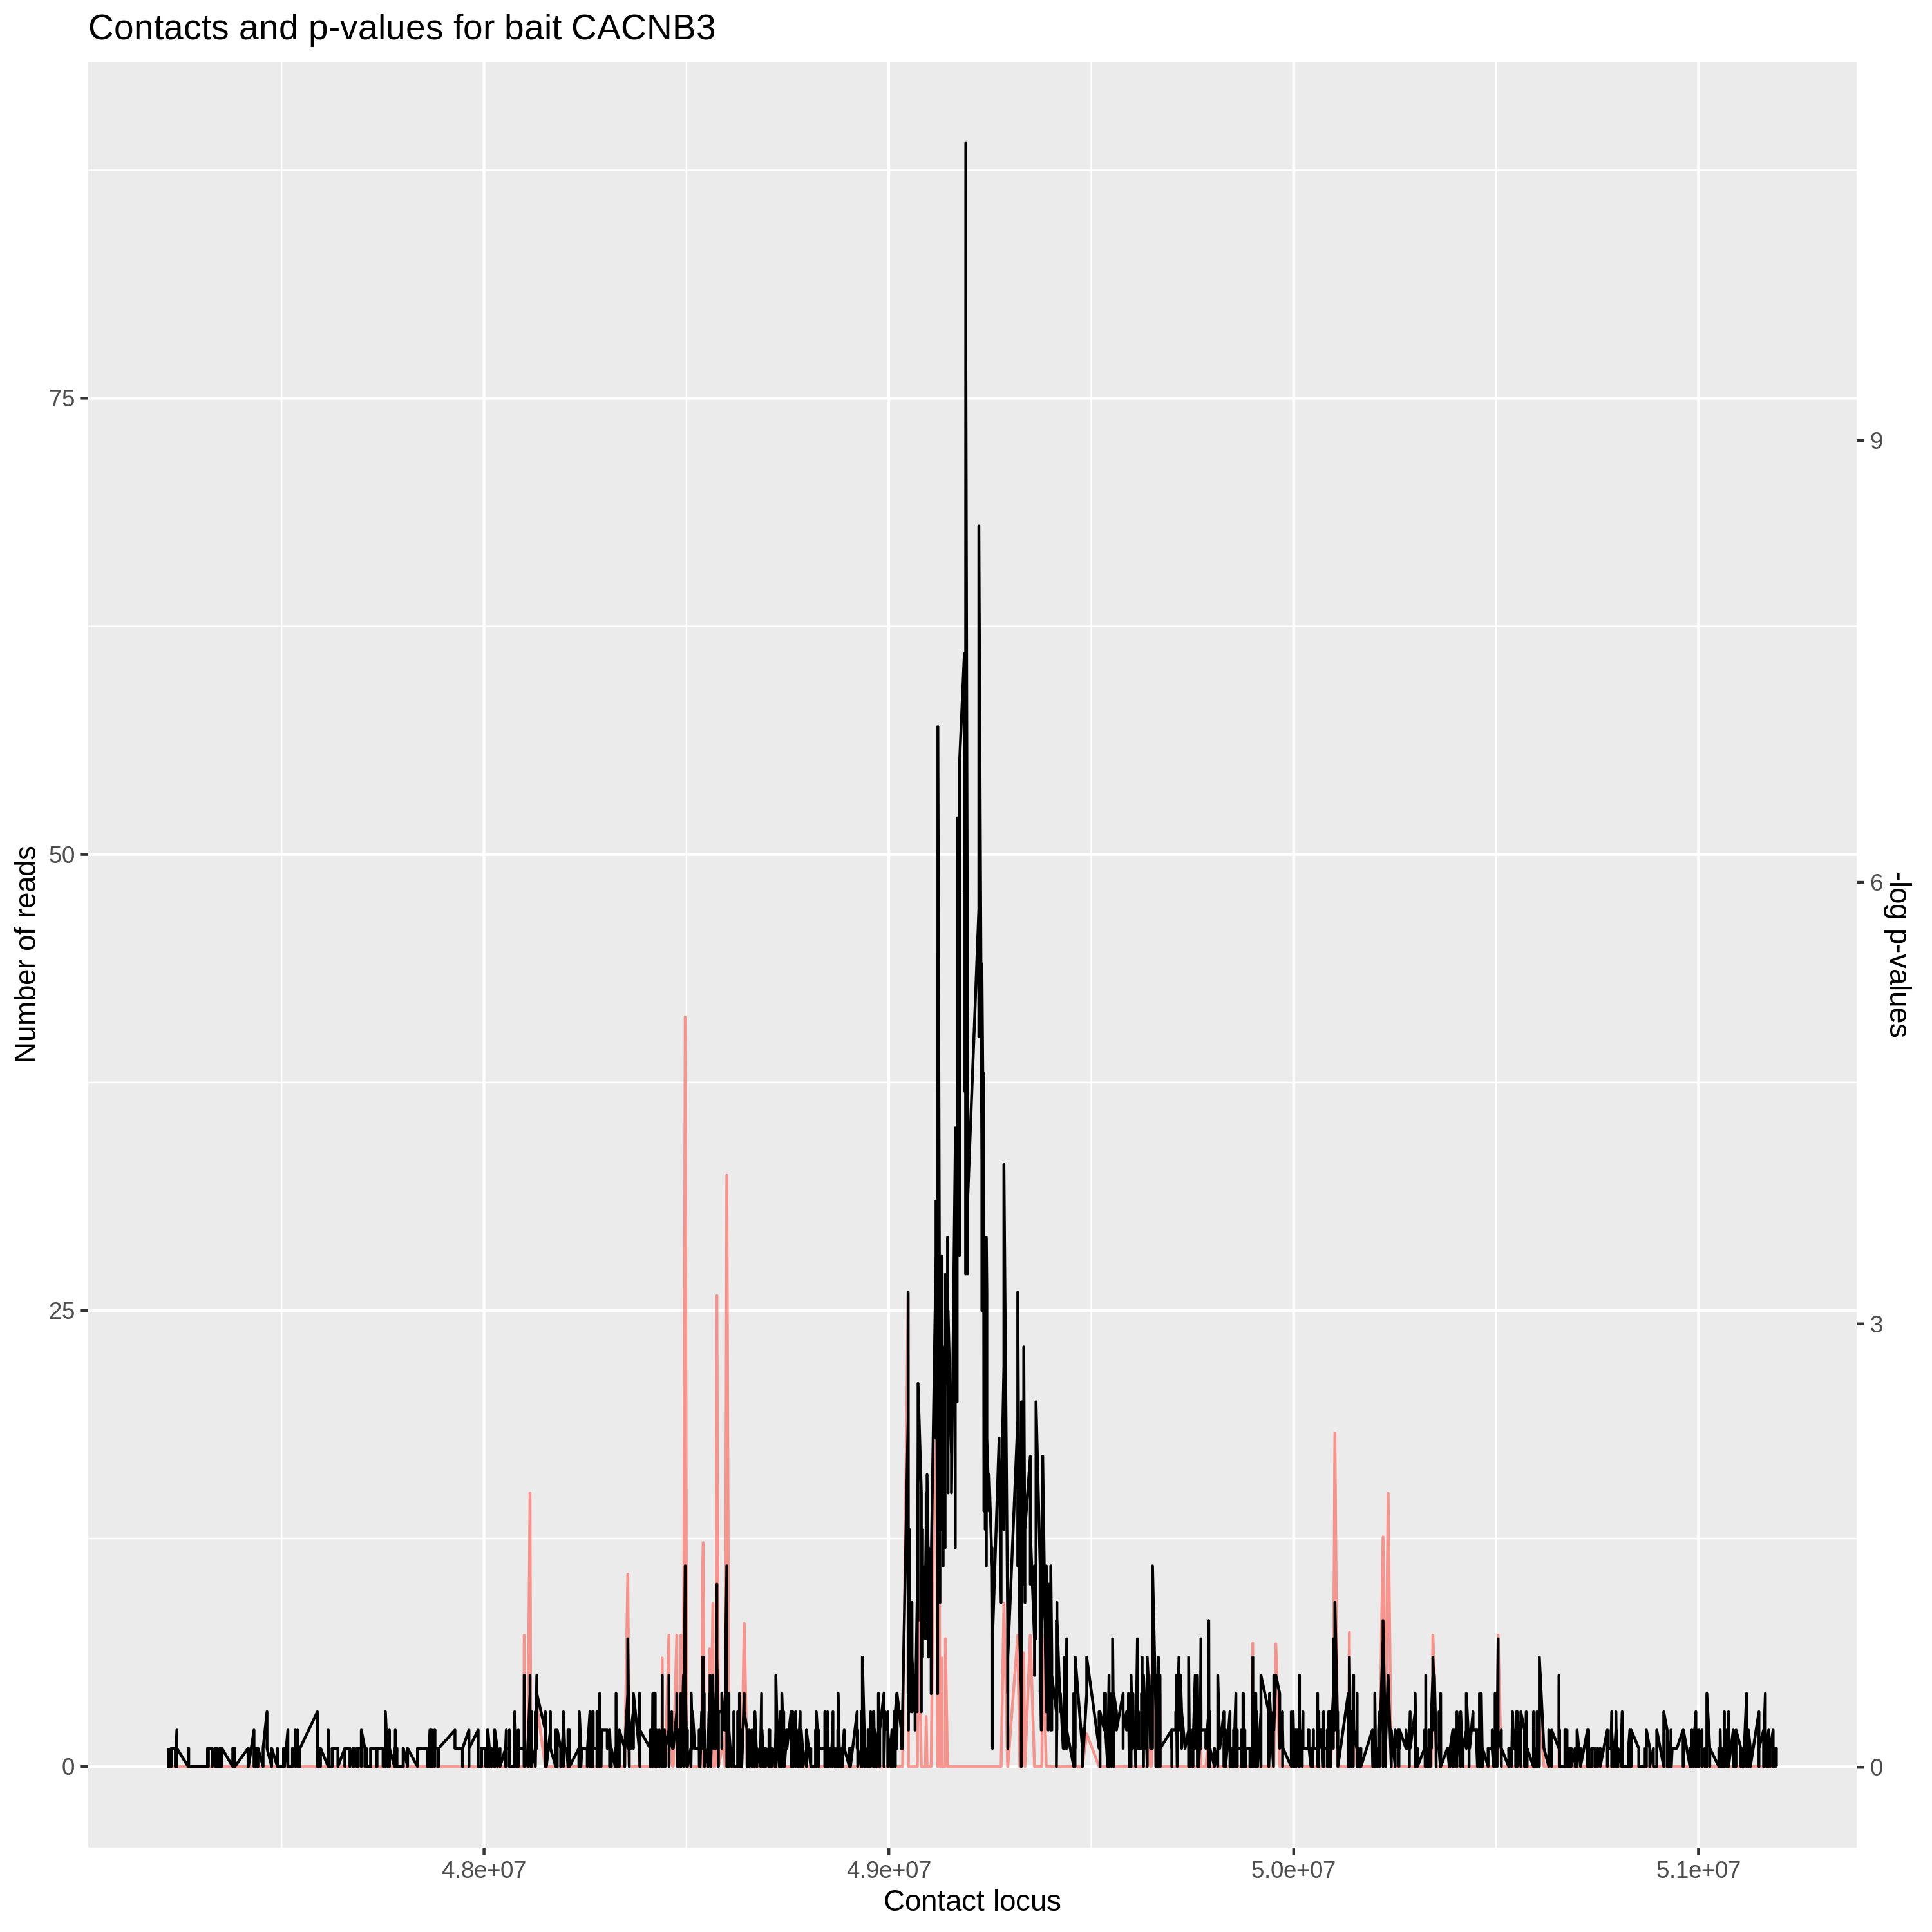 Contacts and p-values for bait CACNB3
75
50
25
0
9
6
3
0
Number of reads
-log p-values
4.8e+07 4.9e+07 5.0e+07 5.1e+07
Contact locus